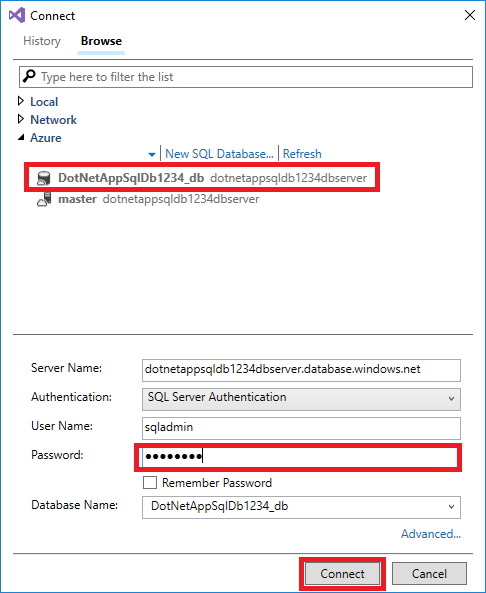 Connect
History Browse
Type here to filter the list
Local
Network
Azure
New SQL Database... Refresh
DotNetAppSqlDb1234_db dotnetappsqldb1234dbserver
master dotnetappsqldb1234dbserver
Server Name: dotnetappsqldb1234dbserver.database.windows.net
Authentication: SQL Server Authentication
User Name: sqladmin
Password: ●●●●●●●●
Remember Password
Database Name: DotNetAppSqlDb1234_db
Advanced...
Connect Cancel